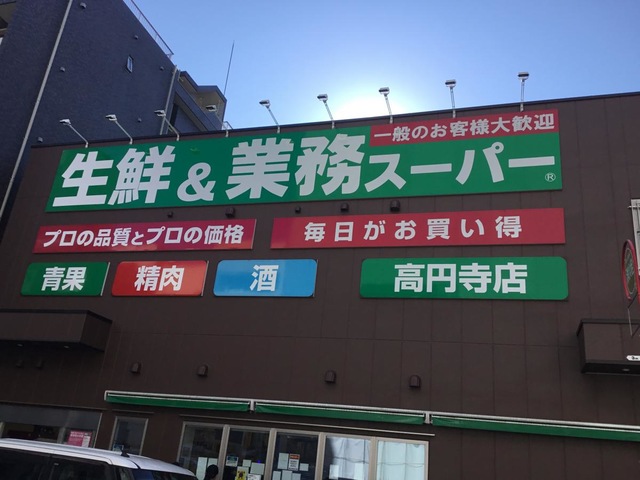 一般のお客様大歓迎
生鮮&業務スーパー®
プロの品質とプロの価格
毎日がお買い得
青果
精肉
酒
高円寺店